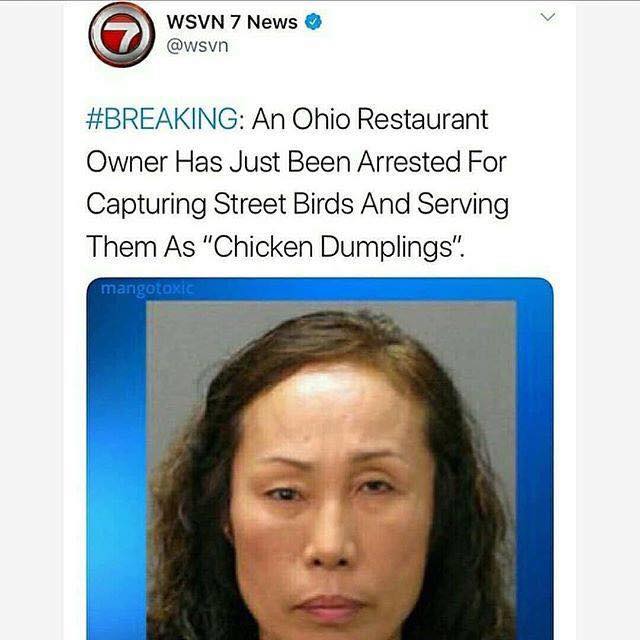 7
WSVN 7 News
@wsvn
#BREAKING: An Ohio Restaurant
Owner Has Just Been Arrested For
Capturing Street Birds And Serving
Them As “Chicken Dumplings”.
mangotoxic